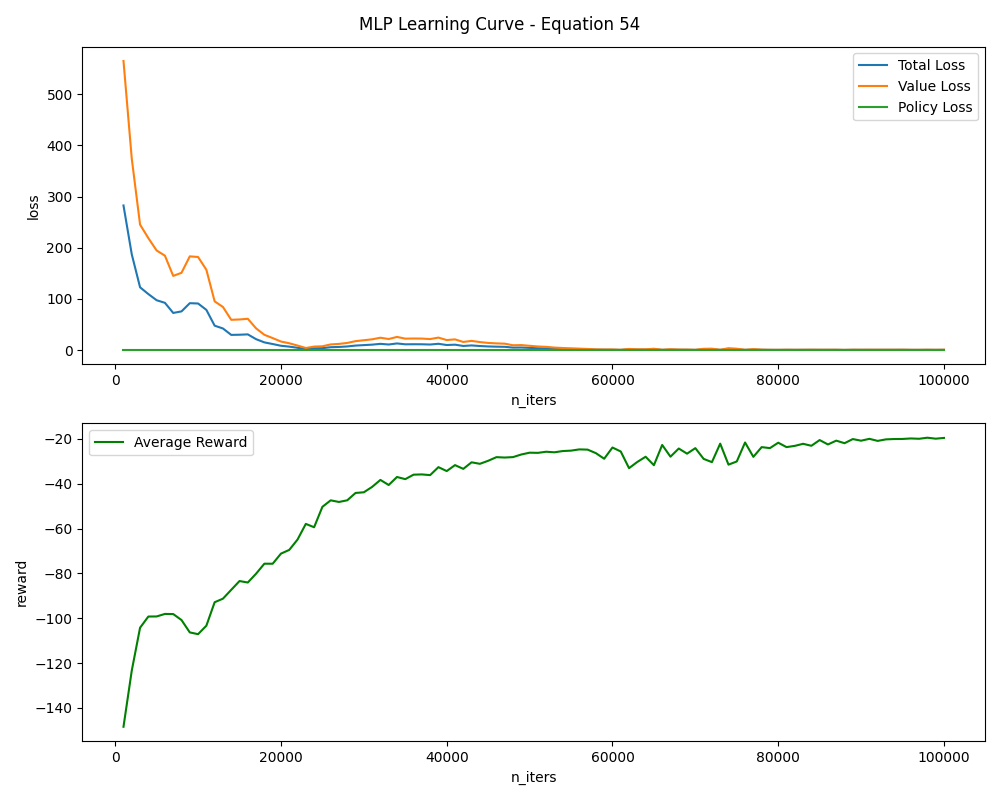 MLP Learning Curve - Equation 54
Total Loss
Value Loss
Policy Loss
500
400
300
200
100
0
loss
0 20000 40000 60000 80000 100000
n_iters
Average Reward
−20
−40
−60
−80
−100
−120
−140
reward
0 20000 40000 60000 80000 100000
n_iters